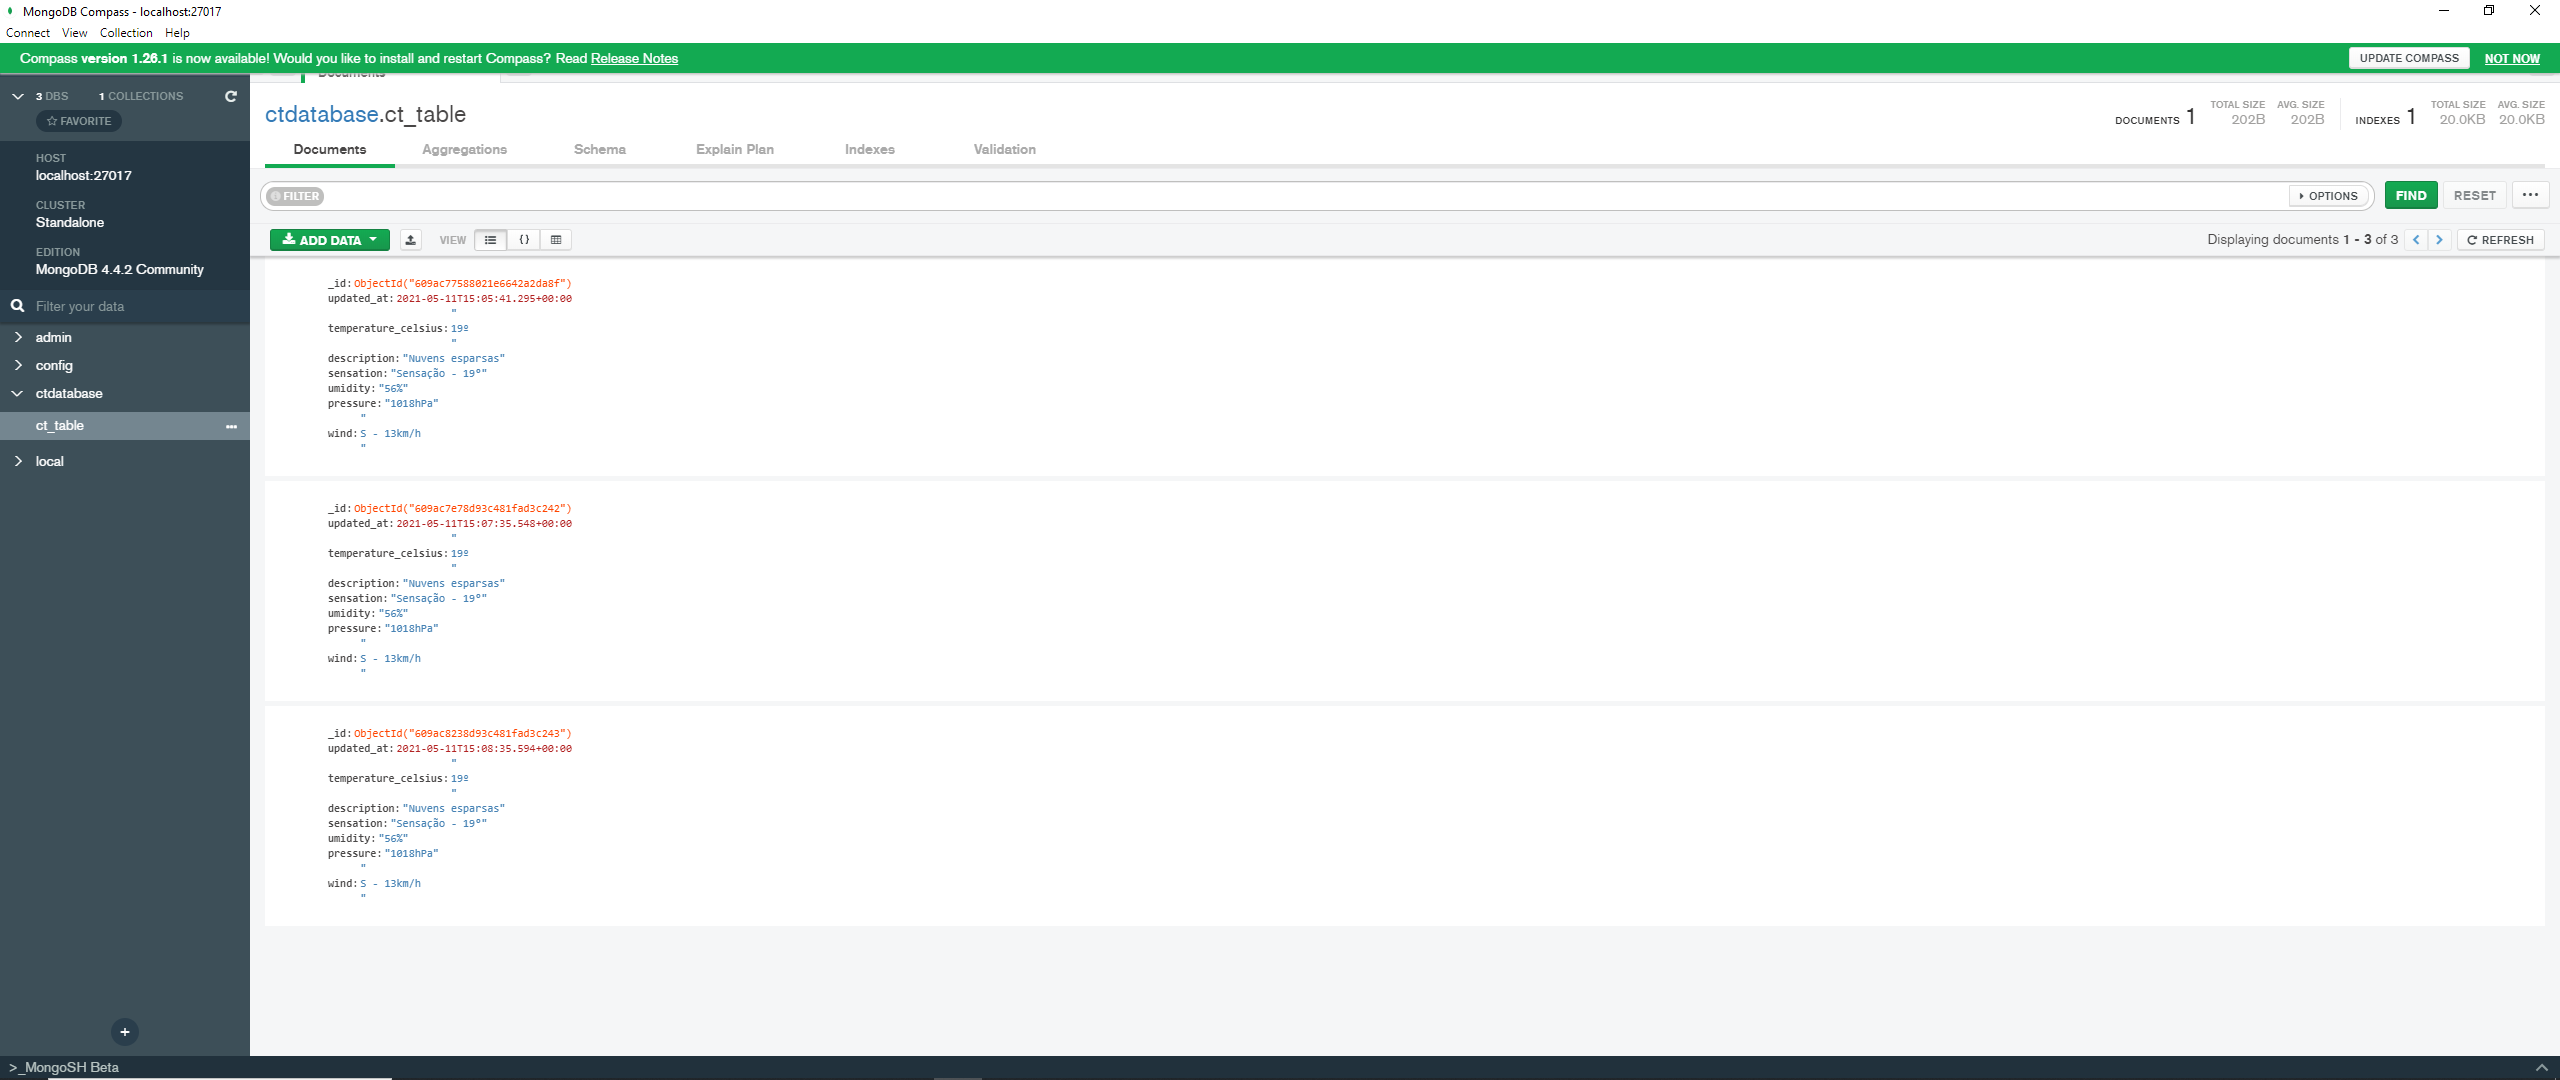 MongoDB Compass - localhost:27017
Connect View Collection Help
Compass version 1.26.1 is now available! Would you like to install and restart Compass? Read Release Notes
UPDATE COMPASS NOT NOW
Documents
3 DBS 1 COLLECTIONS
FAVORITE
HOST
localhost:27017
CLUSTER
Standalone
EDITION
MongoDB 4.4.2 Community
Filter your data
admin
config
ctdatabase
ct_table
local
ctdatabase.ct_table
DOCUMENTS 1 TOTAL SIZE 202B AVG. SIZE 202B INDEXES 1 TOTAL SIZE 20.0KB AVG. SIZE 20.0KB
Documents Aggregations Schema Explain Plan Indexes Validation
FILTER OPTIONS FIND RESET ...
ADD DATA VIEW {} Displaying documents 1 - 3 of 3 < > REFRESH
_id: ObjectId("609ac77588021e6642a2da8f")
updated_at: 2021-05-11T15:05:41.295+00:00
"
temperature_celsius: 19º
"
description: "Nuvens esparsas"
sensation: "Sensação - 19°"
umidity: "56%"
pressure: "1018hPa"
"
wind: S - 13km/h
"
_id: ObjectId("609ac7e78d93c481fad3c242")
updated_at: 2021-05-11T15:07:35.548+00:00
"
temperature_celsius: 19º
"
description: "Nuvens esparsas"
sensation: "Sensação - 19°"
umidity: "56%"
pressure: "1018hPa"
"
wind: S - 13km/h
"
_id: ObjectId("609ac8238d93c481fad3c243")
updated_at: 2021-05-11T15:08:35.594+00:00
"
temperature_celsius: 19º
"
description: "Nuvens esparsas"
sensation: "Sensação - 19°"
umidity: "56%"
pressure: "1018hPa"
"
wind: S - 13km/h
"
>_MongoSH Beta